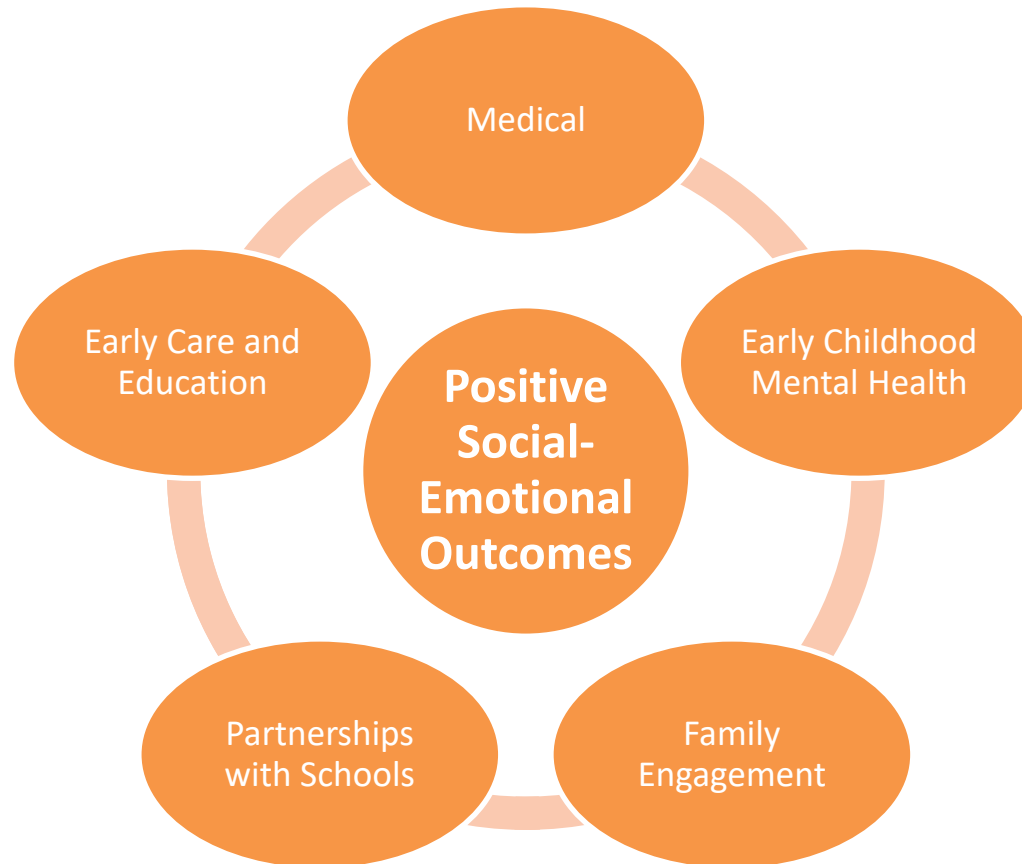 Medical
Early Care and
Education
Early Childhood
Mental Health
Positive
Social-
Emotional
Outcomes
Partnerships
with Schools
Family
Engagement